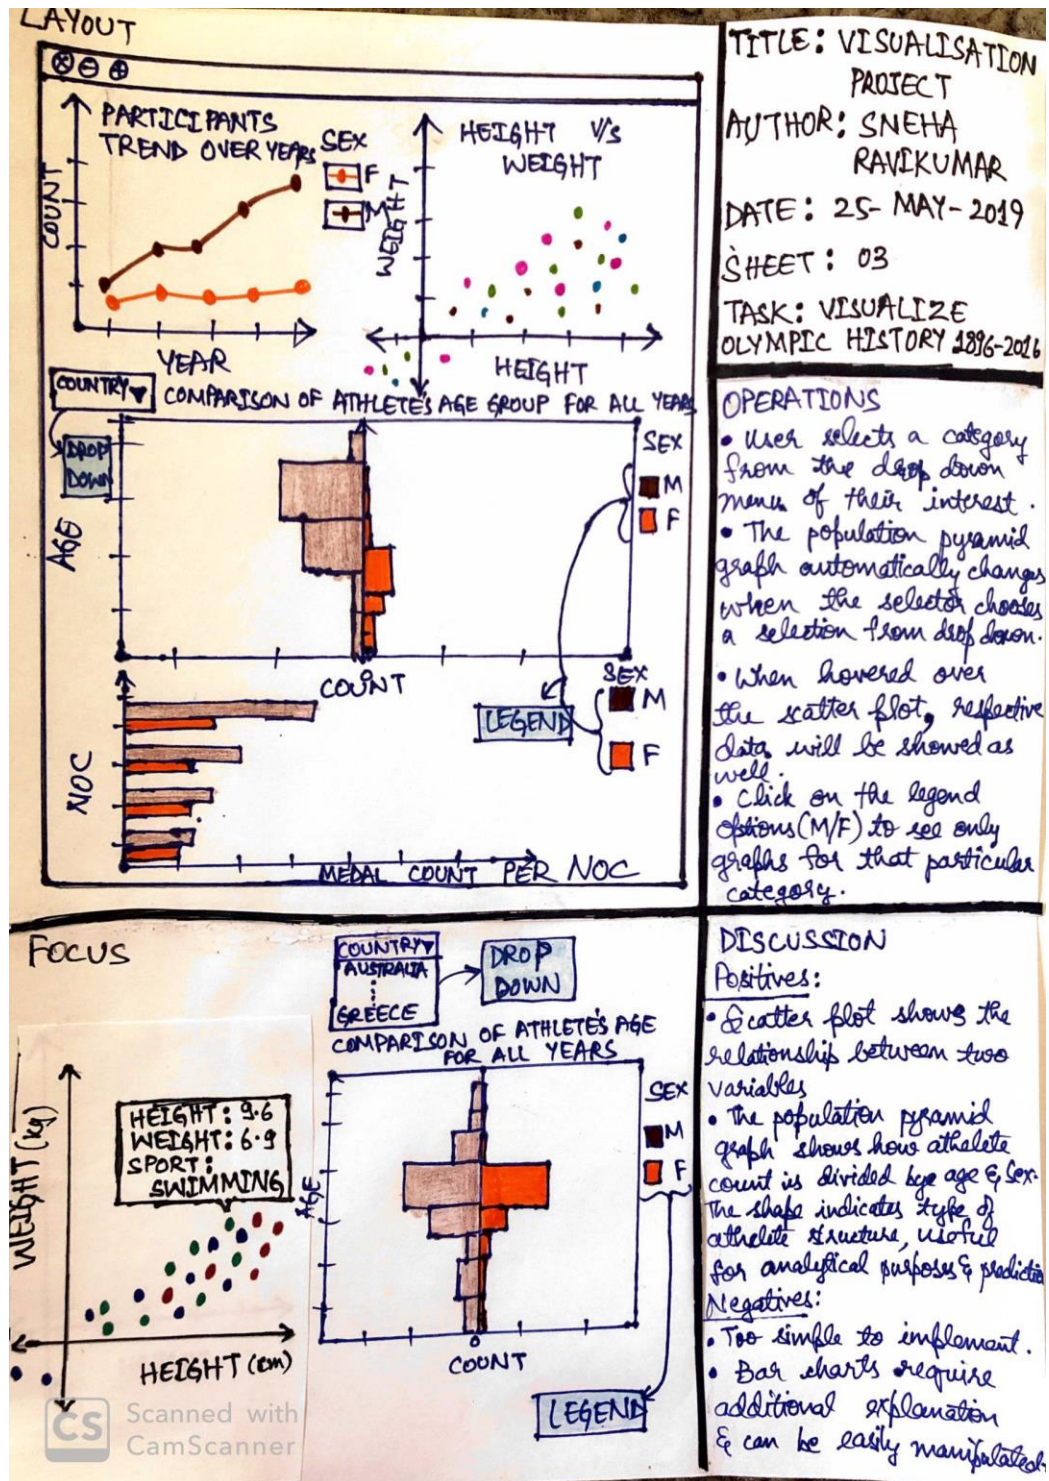 LAYOUT
PARTICIPANTS
TREND OVER YEARS
SEX
F
M
COUNT
YEAR
HEIGHT V/S
WEIGHT
WEIGHT
HEIGHT
COUNTRY
DROP
DOWN
COMPARISON OF ATHLETE'S AGE GROUP FOR ALL YEARS
AGE
COUNT
SEX
M
F
NOC
MEDAL COUNT PER NOC
LEGEND
SEX
M
F
TITLE: VISUALISATION
PROJECT
AUTHOR: SNEHA
RAVIKUMAR
DATE: 25-MAY-2019
SHEET: 03
TASK: VISUALIZE
OLYMPIC HISTORY 1896-2016
OPERATIONS
• User selects a category
from the drop down
menu of their interest.
• The population pyramid
graph automatically changes
when the selector chooses
a selection from drop down.
• When hovered over
the scatter plot, respective
data will be showed as
well.
• Click on the legend
options (M/F) to see only
graphs for that particular
category.
FOCUS
HEIGHT: 9.6
WEIGHT: 6.9
SPORT:
SWIMMING
WEIGHT (kg)
HEIGHT (cm)
COUNTRY
AUSTRALIA
GREECE
DROP
DOWN
COMPARISON OF ATHLETE'S AGE
FOR ALL YEARS
AGE
0
COUNT
SEX
M
F
LEGEND
DISCUSSION
Positives:
• Scatter plot shows the
relationship between two
variables
• The population pyramid
graph shows how athelete
count is divided bye age & Sex.
The shape indicates type of
athelete structure, useful
for analytical purposes & predictio
Negatives:
• Too simple to implement.
• Bar charts require
additional explanation
& can be easily manipulated.
CS
Scanned with
CamScanner